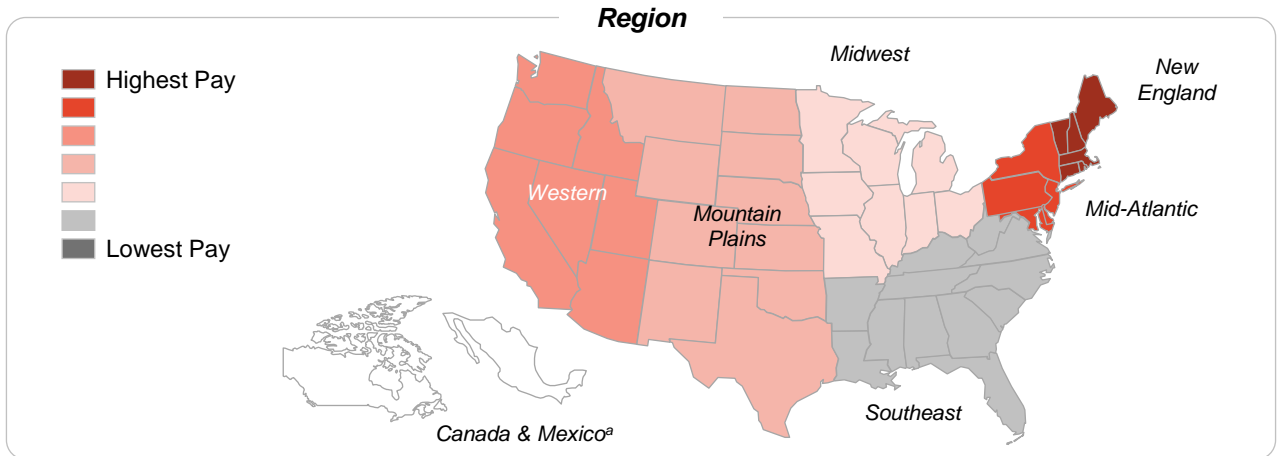 Region
Highest Pay
Lowest Pay
Midwest
New
England
Western
Mountain
Plains
Mid-Atlantic
Southeast
Canada & Mexicoᵃ